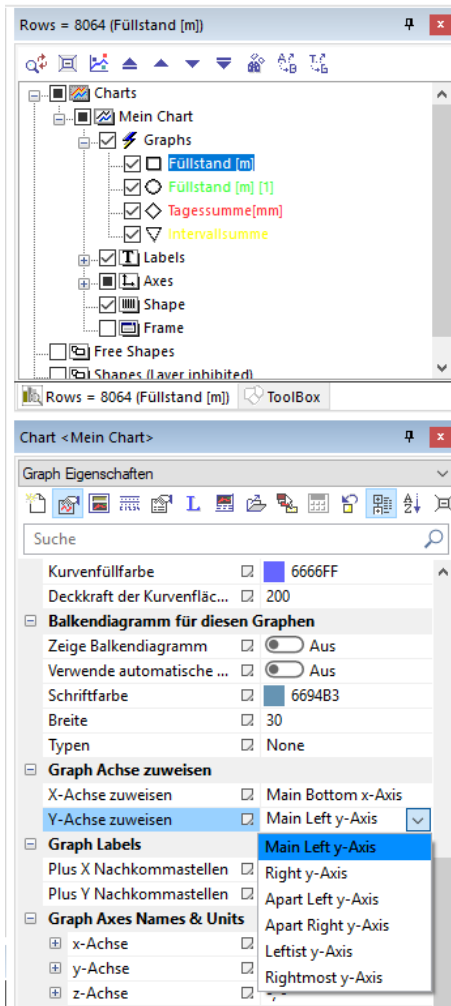 Rows = 8064 (Füllstand [m])
Charts
Mein Chart
Graphs
Füllstand [m]
Füllstand [m] [1]
Tagessumme[mm]
Intervallsumme
Labels
Axes
Shape
Frame
Free Shapes
Shapes (Layer inhibited)
Rows = 8064 (Füllstand [m]) ToolBox
Chart <Mein Chart>
Graph Eigenschaften
Suche
Kurvenfüllfarbe 6666FF
Deckkraft der Kurvenfläc... 200
Balkendiagramm für diesen Graphen
Zeige Balkendiagramm Aus
Verwende automatische ... Aus
Schriftfarbe 6694B3
Breite 30
Typen None
Graph Achse zuweisen
X-Achse zuweisen Main Bottom x-Axis
Y-Achse zuweisen Main Left y-Axis
Graph Labels Main Left y-Axis
Plus X Nachkommastellen Right y-Axis
Plus Y Nachkommastellen Apart Left y-Axis
Graph Axes Names & Units Apart Right y-Axis
x-Achse Leftist y-Axis
y-Achse Rightmost y-Axis
z-Achse